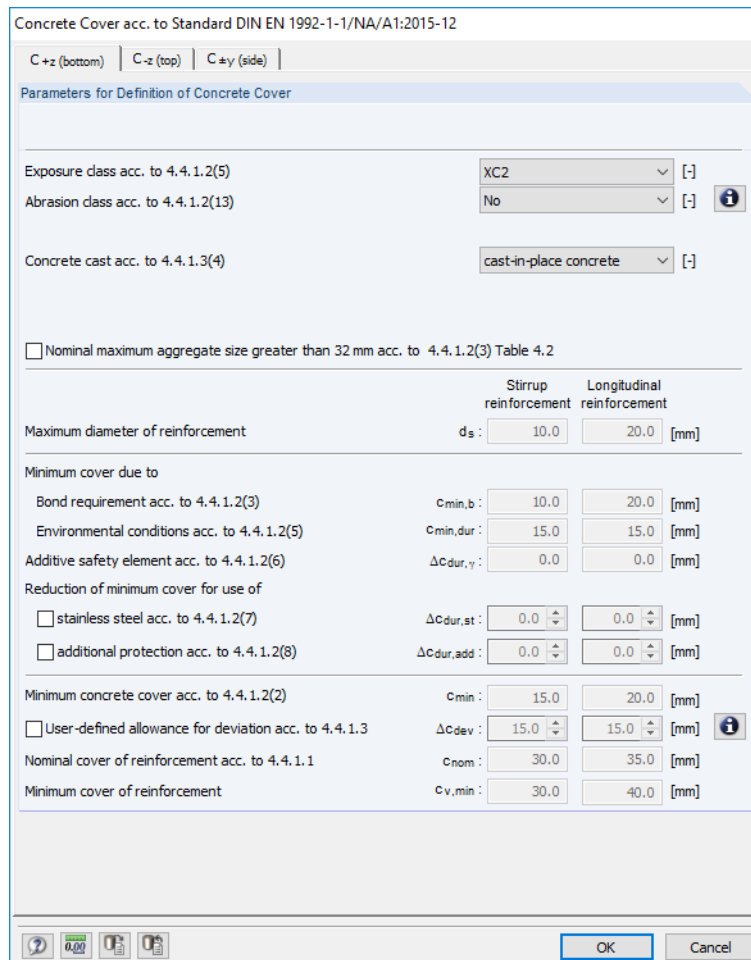 Concrete Cover acc. to Standard DIN EN 1992-1-1/NA/A1:2015-12
C +z (bottom) C -z (top) C ±y (side)
Parameters for Definition of Concrete Cover
Exposure class acc. to 4.4.1.2(5) XC2 [-]
Abrasion class acc. to 4.4.1.2(13) No [-]
Concrete cast acc. to 4.4.1.3(4) cast-in-place concrete [-]
Nominal maximum aggregate size greater than 32 mm acc. to 4.4.1.2(3) Table 4.2
Stirrup Longitudinal
reinforcement reinforcement
Maximum diameter of reinforcement ds : 10.0 20.0 [mm]
Minimum cover due to
Bond requirement acc. to 4.4.1.2(3) cmin,b : 10.0 20.0 [mm]
Environmental conditions acc. to 4.4.1.2(5) cmin,dur : 15.0 15.0 [mm]
Additive safety element acc. to 4.4.1.2(6) Δcdur,γ : 0.0 0.0 [mm]
Reduction of minimum cover for use of
stainless steel acc. to 4.4.1.2(7) Δcdur,st : 0.0 0.0 [mm]
additional protection acc. to 4.4.1.2(8) Δcdur,add : 0.0 0.0 [mm]
Minimum concrete cover acc. to 4.4.1.2(2) cmin : 15.0 20.0 [mm]
User-defined allowance for deviation acc. to 4.4.1.3 Δcdev : 15.0 15.0 [mm]
Nominal cover of reinforcement acc. to 4.4.1.1 cnom : 30.0 35.0 [mm]
Minimum cover of reinforcement cv,min : 30.0 40.0 [mm]
0.00 OK Cancel